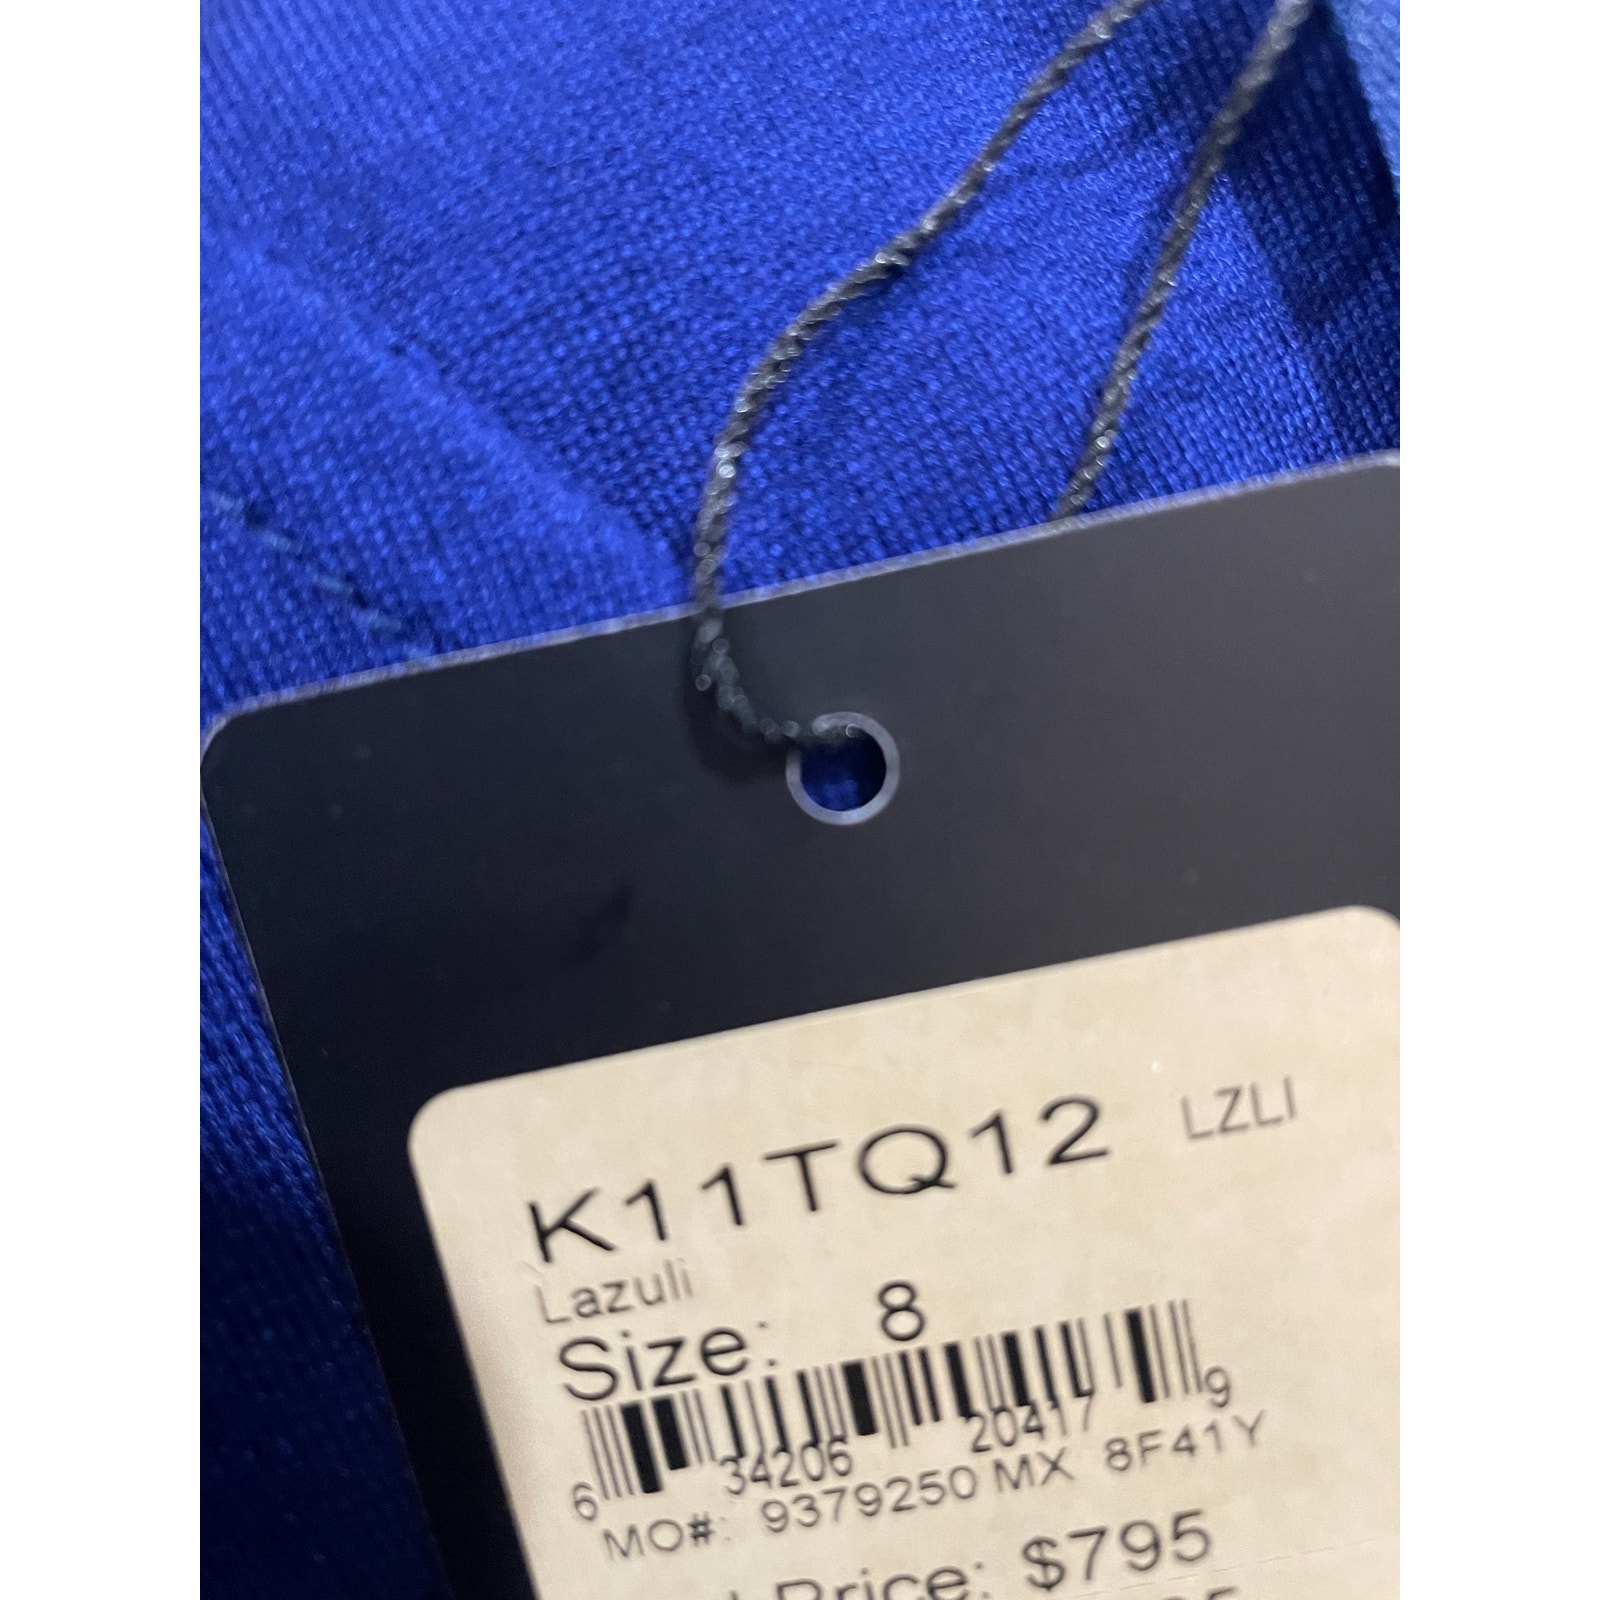 K11TQ12 LZLI
Lazuli
Size: 8
6 34206 20417 9
MO#: 9379250 MX 8F41Y
Price: $795